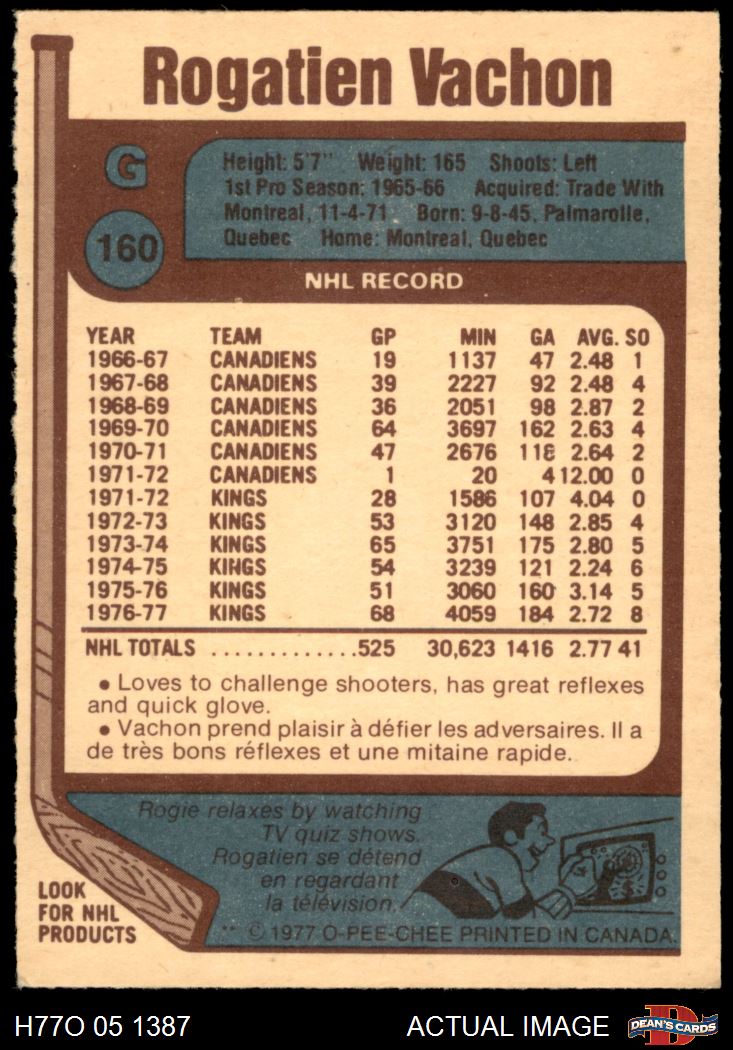 Rogatien Vachon
G
160
Height: 5'7" Weight: 165 Shoots: Left
1st Pro Season: 1965-66 Acquired: Trade With
Montreal, 11-4-71 Born: 9-8-45, Palmarolle,
Quebec Home: Montreal, Quebec
NHL RECORD
YEAR TEAM GP MIN GA AVG. SO
1966-67 CANADIENS 19 1137 47 2.48 1
1967-68 CANADIENS 39 2227 92 2.48 4
1968-69 CANADIENS 36 2051 98 2.87 2
1969-70 CANADIENS 64 3697 162 2.63 4
1970-71 CANADIENS 47 2676 118 2.64 2
1971-72 CANADIENS 1 20 4 12.00 0
1971-72 KINGS 28 1586 107 4.04 0
1972-73 KINGS 53 3120 148 2.85 4
1973-74 KINGS 65 3751 175 2.80 5
1974-75 KINGS 54 3239 121 2.24 6
1975-76 KINGS 51 3060 160 3.14 5
1976-77 KINGS 68 4059 184 2.72 8
NHL TOTALS .............525 30,623 1416 2.77 41
• Loves to challenge shooters, has great reflexes
and quick glove.
• Vachon prend plaisir à défier les adversaires. Il a
de très bons réflexes et une mitaine rapide.
Rogie relaxes by watching
TV quiz shows.
Rogatien se détend
en regardant
la télévision.
LOOK
FOR NHL
PRODUCTS
** © 1977 O-PEE-CHEE PRINTED IN CANADA.
H77O 05 1387 ACTUAL IMAGE D DEAN'S CARDS